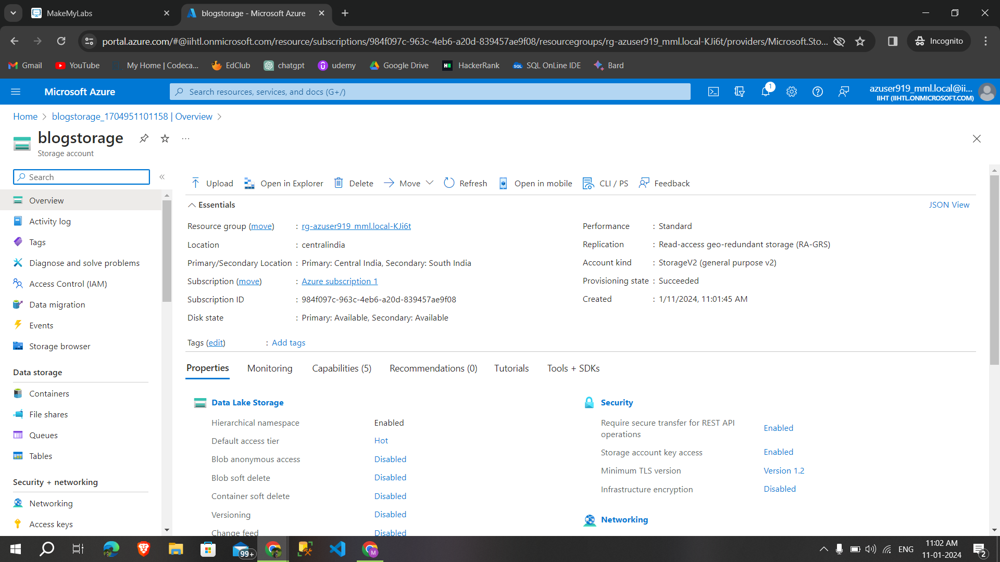 MakeMyLabs
blogstorage - Microsoft Azure
portal.azure.com/#@iihtl.onmicrosoft.com/resource/subscriptions/984f097c-963c-4eb6-a20d-839457ae9f08/resourcegroups/rg-azuser919_mml.local-KJi6t/providers/Microsoft.Sto...
Incognito
Gmail YouTube My Home | Codeca... EdClub chatgpt udemy Google Drive HackerRank SQL OnLine IDE Bard
Microsoft Azure
Search resources, services, and docs (G+/)
1
azuser919_mml.local@ii...
IIHT (IIHTL.ONMICROSOFT.COM)
Home > blogstorage_1704951101158 | Overview >
blogstorage
Storage account
Search
Overview
Activity log
Tags
Diagnose and solve problems
Access Control (IAM)
Data migration
Events
Storage browser
Data storage
Containers
File shares
Queues
Tables
Security + networking
Networking
Access keys
Upload Open in Explorer Delete Move Refresh Open in mobile CLI / PS Feedback
Essentials
JSON View
Resource group (move) : rg-azuser919_mml.local-KJi6t
Location : centralindia
Primary/Secondary Location : Primary: Central India, Secondary: South India
Subscription (move) : Azure subscription 1
Subscription ID : 984f097c-963c-4eb6-a20d-839457ae9f08
Disk state : Primary: Available, Secondary: Available
Performance : Standard
Replication : Read-access geo-redundant storage (RA-GRS)
Account kind : StorageV2 (general purpose v2)
Provisioning state : Succeeded
Created : 1/11/2024, 11:01:45 AM
Tags (edit) : Add tags
Properties Monitoring Capabilities (5) Recommendations (0) Tutorials Tools + SDKs
Data Lake Storage
Hierarchical namespace Enabled
Default access tier Hot
Blob anonymous access Disabled
Blob soft delete Disabled
Container soft delete Disabled
Versioning Disabled
Change feed Disabled
Security
Require secure transfer for REST API
operations Enabled
Storage account key access Enabled
Minimum TLS version Version 1.2
Infrastructure encryption Disabled
Networking
99+
M
ENG
11:02 AM
11-01-2024
2